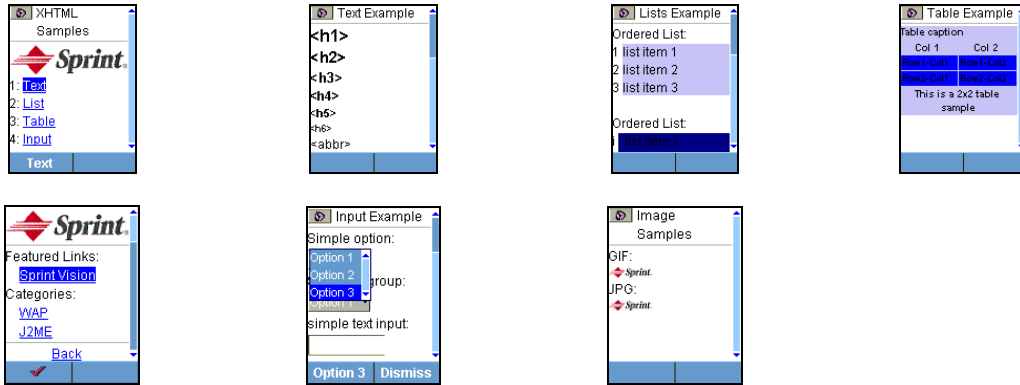 XHTML
Samples
Sprint.
1: Text
2: List
3: Table
4: Input
Text
Text Example
<h1>
<h2>
<h3>
<h4>
<h5>
<h6>
<abbr>
Lists Example
Ordered List:
1 list item 1
2 list item 2
3 list item 3
Ordered List:
i list item 1
Table Example
Table caption
Col 1 Col 2
Row1-Col1 Row1-Col2
Row2-Col1 Row2-Col2
This is a 2x2 table
sample
Sprint.
Featured Links:
Sprint Vision
Categories:
WAP
J2ME
Back
Input Example
Simple option:
Option 1
Option 2
group:
Option 3
Option 1
simple text input:
Option 3 Dismiss
Image
Samples
GIF:
Sprint.
JPG:
Sprint.